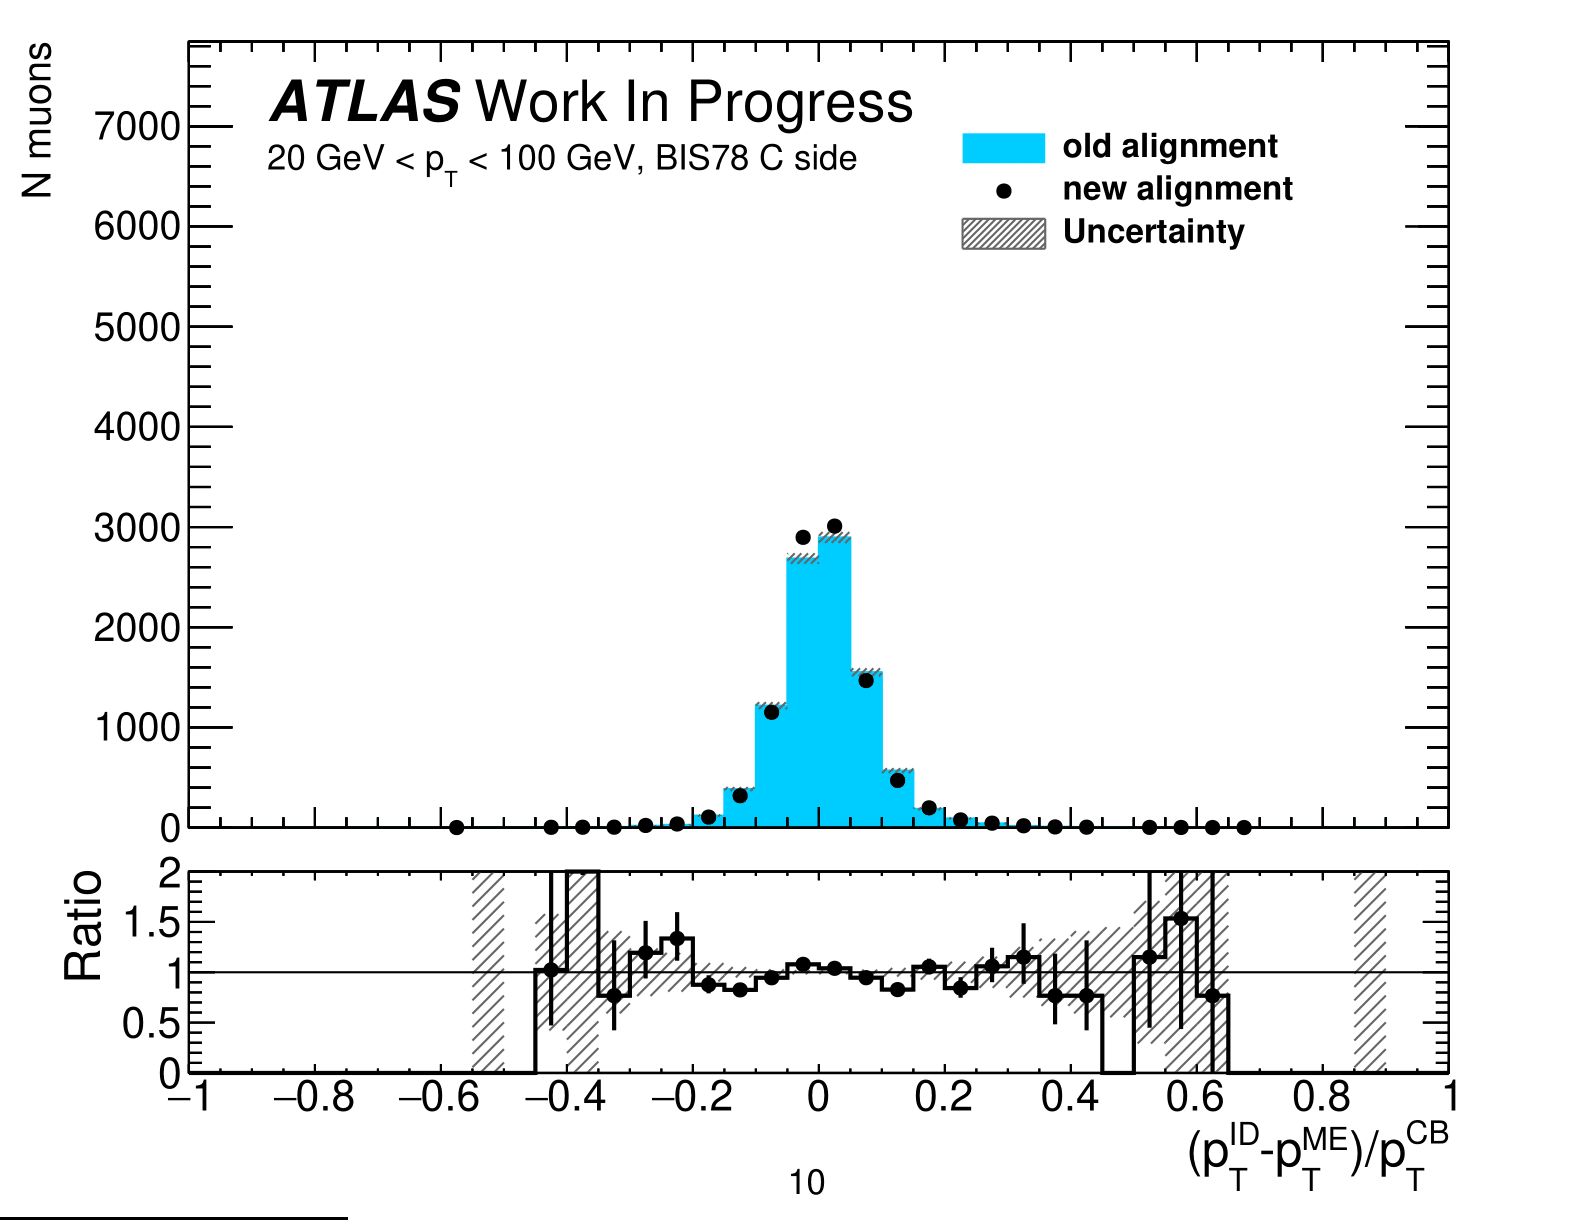 N muons
ATLAS Work In Progress
20 GeV < p_T < 100 GeV, BIS78 C side
old alignment
new alignment
Uncertainty
7000
6000
5000
4000
3000
2000
1000
0
Ratio
2
1.5
1
0.5
0
−1 −0.8 −0.6 −0.4 −0.2 0 0.2 0.4 0.6 0.8 1
(p_T^ID-p_T^ME)/p_T^CB
10